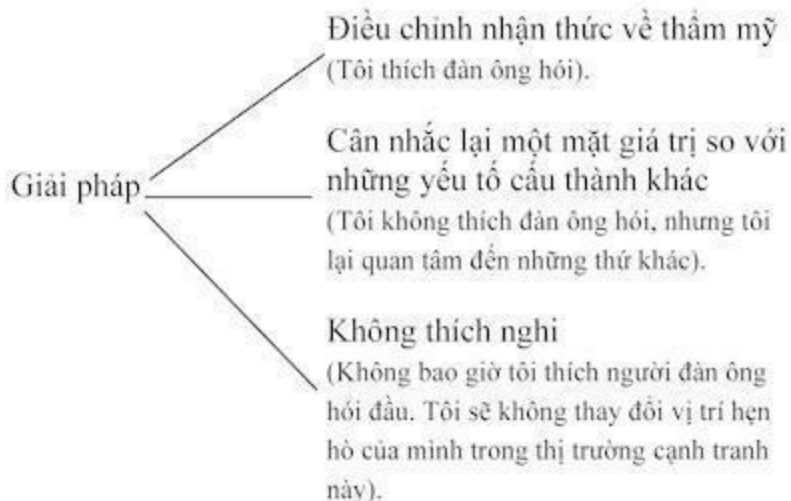 Điều chỉnh nhận thức về thẩm mỹ
(Tôi thích đàn ông hói).
Cân nhắc lại một mặt giá trị so với
những yếu tố cấu thành khác
(Tôi không thích đàn ông hói, nhưng tôi
lại quan tâm đến những thứ khác).
Giải pháp
Không thích nghi
(Không bao giờ tôi thích người đàn ông
hói đầu. Tôi sẽ không thay đổi vị trí hẹn
hò của mình trong thị trường cạnh tranh
này).